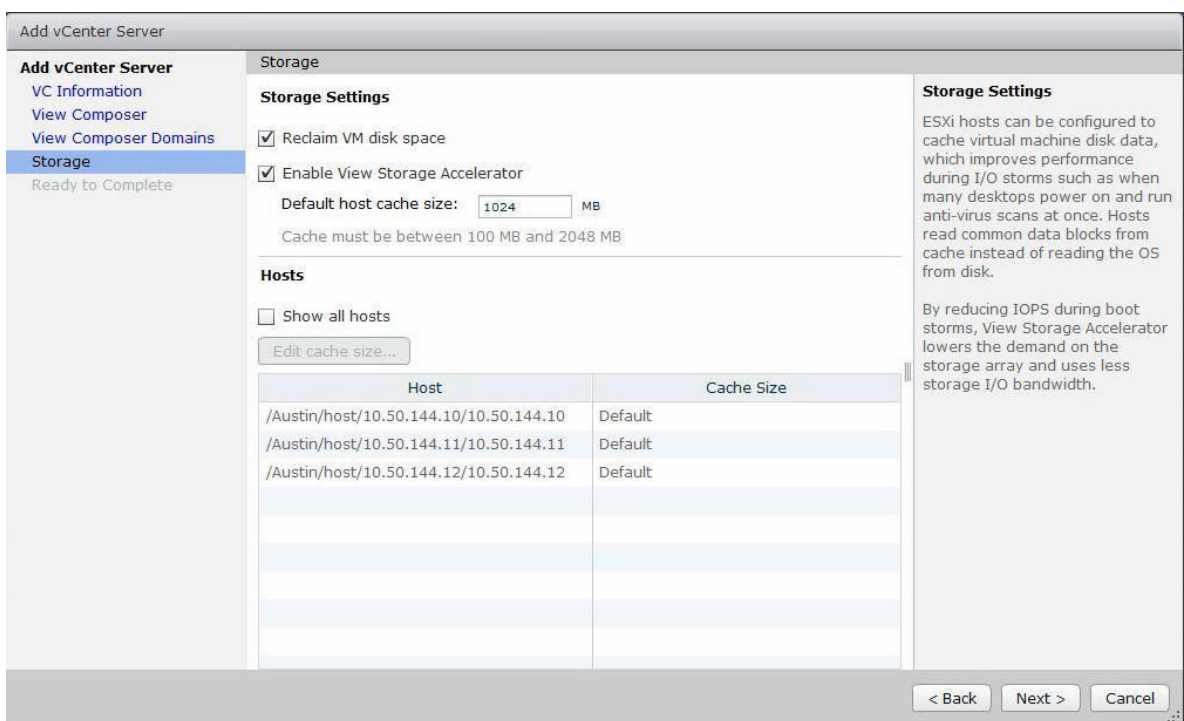 Add vCenter Server
Add vCenter Server
VC Information
View Composer
View Composer Domains
Storage
Ready to Complete
Storage
Storage Settings
Reclaim VM disk space
Enable View Storage Accelerator
Default host cache size: 1024 MB
Cache must be between 100 MB and 2048 MB
Hosts
Show all hosts
Edit cache size...
Host Cache Size
/Austin/host/10.50.144.10/10.50.144.10 Default
/Austin/host/10.50.144.11/10.50.144.11 Default
/Austin/host/10.50.144.12/10.50.144.12 Default
Storage Settings
ESXi hosts can be configured to
cache virtual machine disk data,
which improves performance
during I/O storms such as when
many desktops power on and run
anti-virus scans at once. Hosts
read common data blocks from
cache instead of reading the OS
from disk.
By reducing IOPS during boot
storms, View Storage Accelerator
lowers the demand on the
storage array and uses less
storage I/O bandwidth.
< Back Next > Cancel